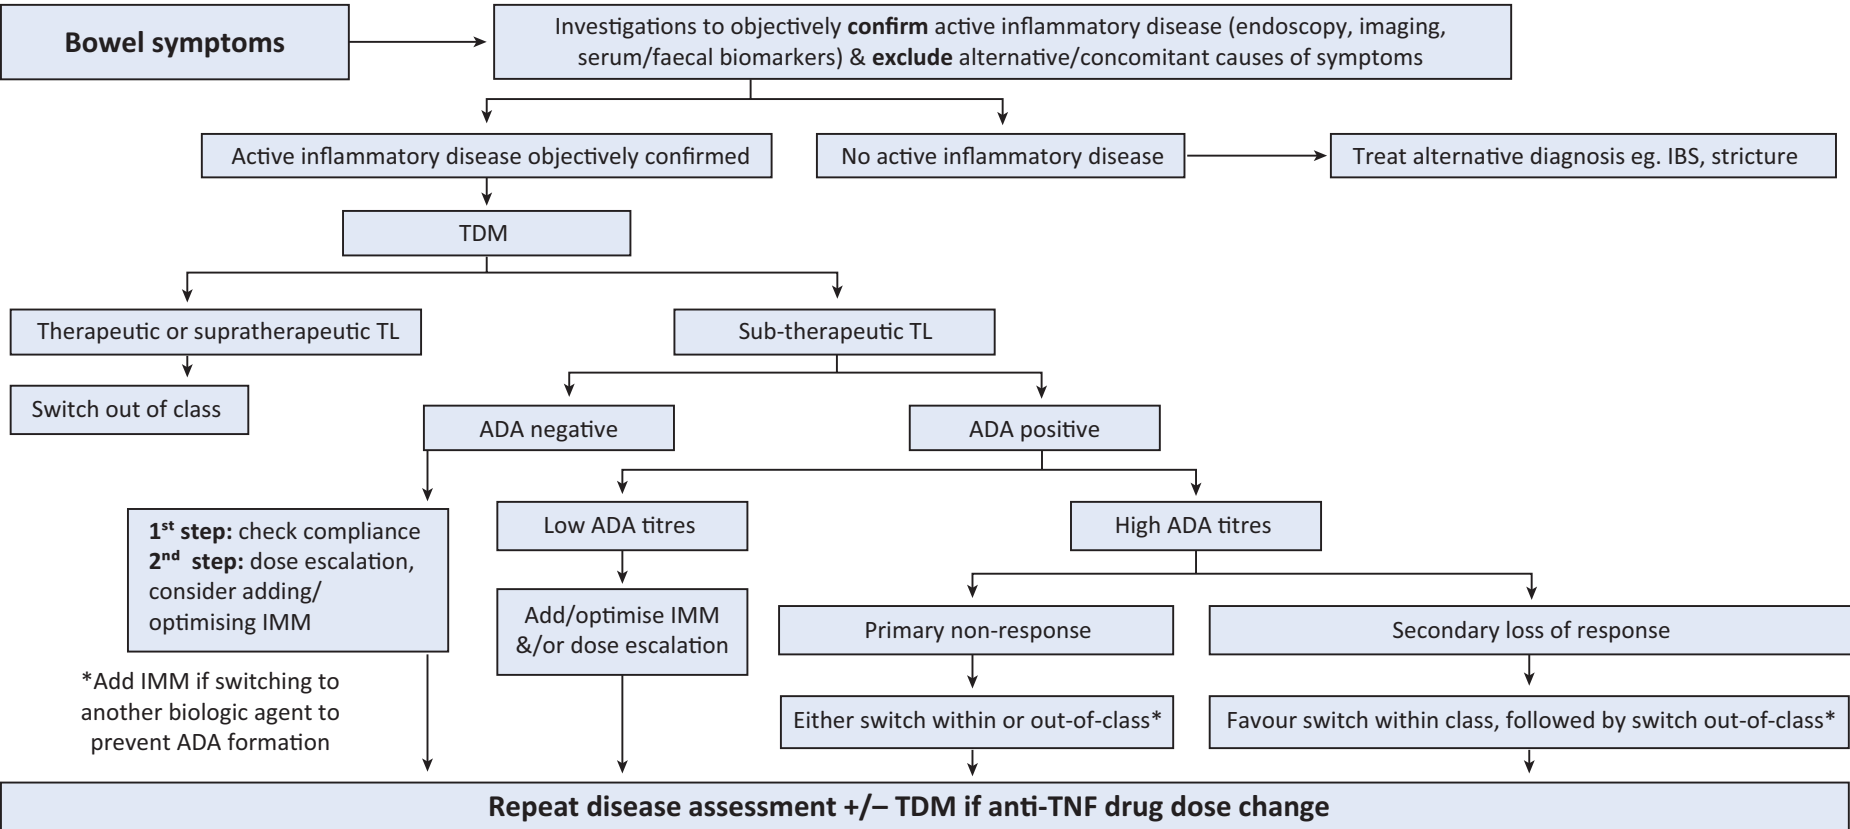 Bowel symptoms
Investigations to objectively confirm active inflammatory disease (endoscopy, imaging,
serum/faecal biomarkers) & exclude alternative/concomitant causes of symptoms
Active inflammatory disease objectively confirmed
No active inflammatory disease
Treat alternative diagnosis eg. IBS, stricture
TDM
Therapeutic or supratherapeutic TL
Sub-therapeutic TL
Switch out of class
ADA negative
ADA positive
1st step: check compliance
2nd step: dose escalation,
consider adding/
optimising IMM
Low ADA titres
High ADA titres
Add/optimise IMM
&/or dose escalation
Primary non-response
Secondary loss of response
*Add IMM if switching to
another biologic agent to
prevent ADA formation
Either switch within or out-of-class*
Favour switch within class, followed by switch out-of-class*
Repeat disease assessment +/– TDM if anti-TNF drug dose change